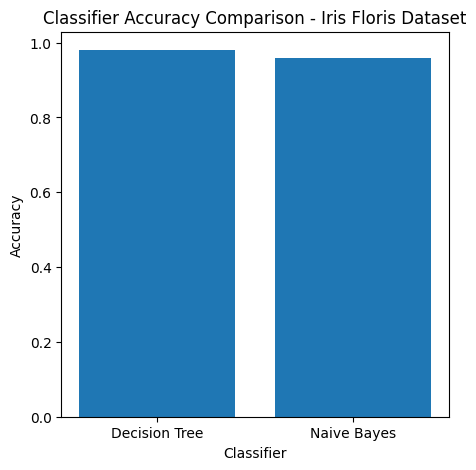 Classifier Accuracy Comparison - Iris Floris Dataset
1.0
0.8
0.6
0.4
0.2
0.0
Accuracy
Decision Tree
Naive Bayes
Classifier